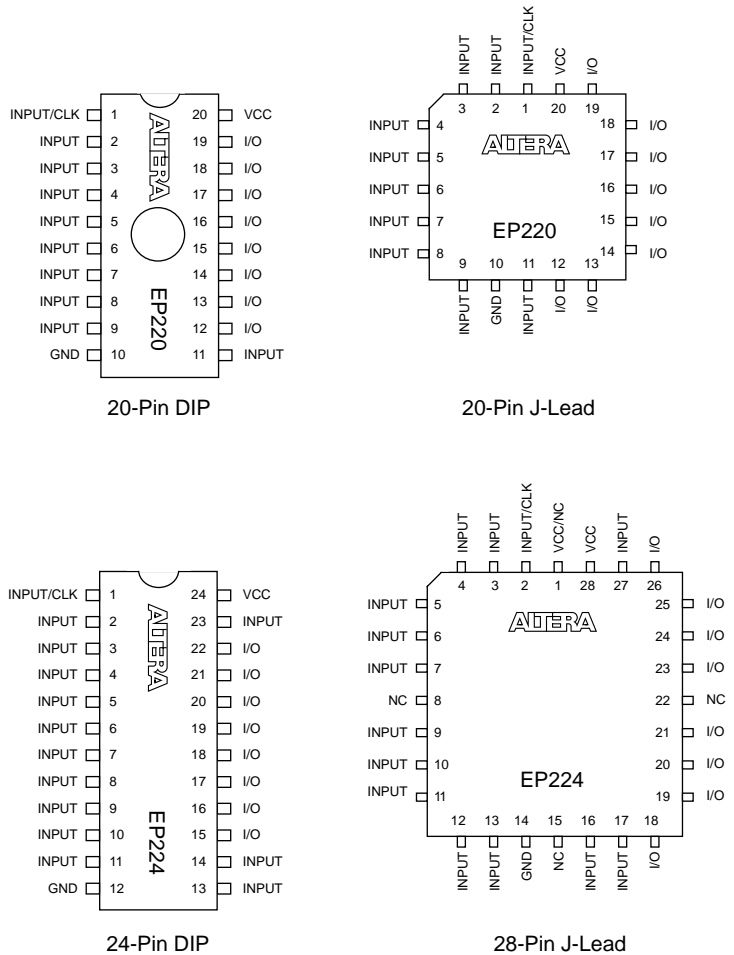 INPUT/CLK 1 20 VCC
INPUT 2 19 I/O
INPUT 3 18 I/O
INPUT 4 17 I/O
INPUT 5 16 I/O
INPUT 6 15 I/O
INPUT 7 14 I/O
INPUT 8 13 I/O
INPUT 9 12 I/O
GND 10 11 INPUT
ALTERA
EP220
20-Pin DIP
INPUT INPUT INPUT/CLK VCC I/O
3 2 1 20 19
INPUT 4 18 I/O
INPUT 5 17 I/O
INPUT 6 16 I/O
INPUT 7 15 I/O
INPUT 8 14 I/O
ALTERA
EP220
9 10 11 12 13
INPUT GND INPUT I/O I/O
20-Pin J-Lead
INPUT/CLK 1 24 VCC
INPUT 2 23 INPUT
INPUT 3 22 I/O
INPUT 4 21 I/O
INPUT 5 20 I/O
INPUT 6 19 I/O
INPUT 7 18 I/O
INPUT 8 17 I/O
INPUT 9 16 I/O
INPUT 10 15 I/O
INPUT 11 14 INPUT
GND 12 13 INPUT
ALTERA
EP224
24-Pin DIP
INPUT INPUT INPUT/CLK VCC/NC VCC INPUT I/O
4 3 2 1 28 27 26
INPUT 5 25 I/O
INPUT 6 24 I/O
INPUT 7 23 I/O
NC 8 22 NC
INPUT 9 21 I/O
INPUT 10 20 I/O
INPUT 11 19 I/O
ALTERA
EP224
12 13 14 15 16 17 18
INPUT INPUT GND NC INPUT INPUT I/O
28-Pin J-Lead